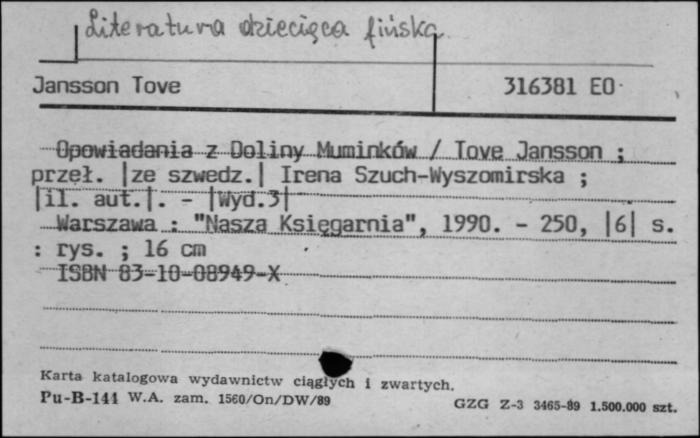 Literatura dziecięca fińska
Jansson Tove 316381 EO
Opowiadania z Doliny Muminków / Tove Jansson ;
przeł. |ze szwedz.| Irena Szuch-Wyszomirska ;
|il. aut.|. - |Wyd.3|
Warszawa : "Nasza Księgarnia", 1990. - 250, |6| s.
: rys. ; 16 cm
ISBN 83-10-08949-X
Karta katalogowa wydawnictw ciągłych i zwartych.
Pu-B-144 W.A. zam. 1560/On/DW/89 GZG Z-3 3465-89 1.500.000 szt.